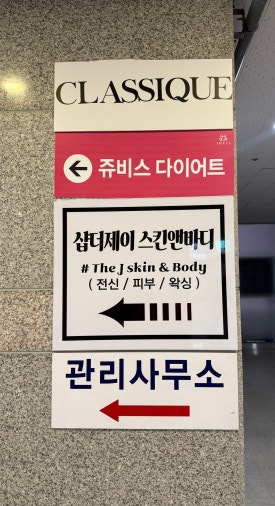 CLASSIQUE
쥬비스 다이어트
샵더제이 스킨앤바디
# The J skin & Body
( 전신 / 피부 / 왁싱 )
관리사무소